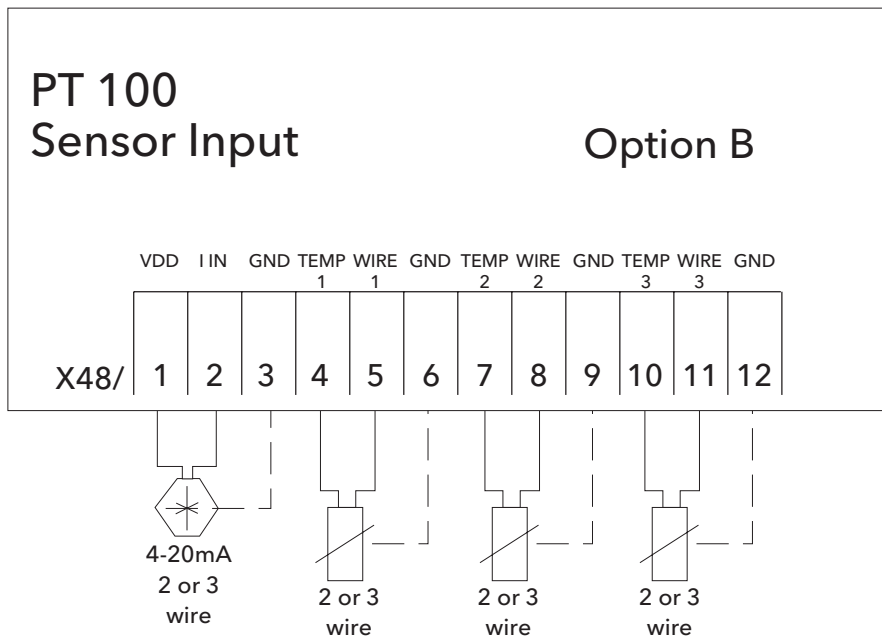 PT 100
Sensor Input
Option B
VDD I IN GND TEMP WIRE GND TEMP WIRE GND TEMP WIRE GND
1 1 2 2 3 3
X48/ 1 2 3 4 5 6 7 8 9 10 11 12
4-20mA
2 or 3
wire
2 or 3
wire
2 or 3
wire
2 or 3
wire